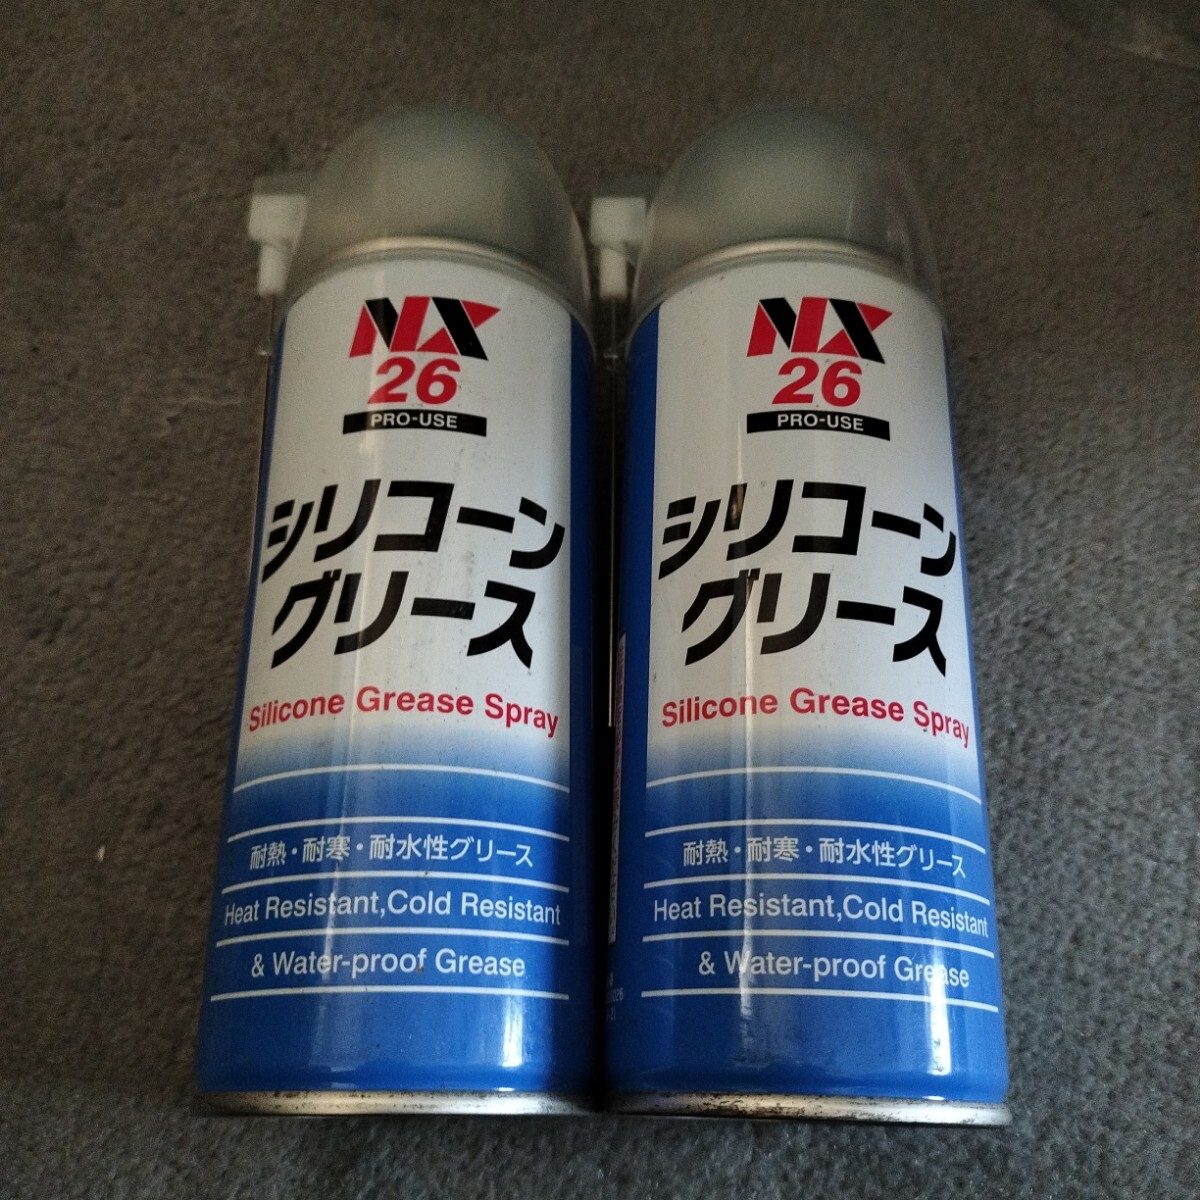 NX
26
PRO-USE
シリコーン
グリース
Silicone Grease Spray
耐熱・耐寒・耐水性グリース
Heat Resistant,Cold Resistant
& Water-proof Grease
NX
26
PRO-USE
シリコーン
グリース
Silicone Grease Spray
耐熱・耐寒・耐水性グリース
Heat Resistant,Cold Resistant
& Water-proof Grease